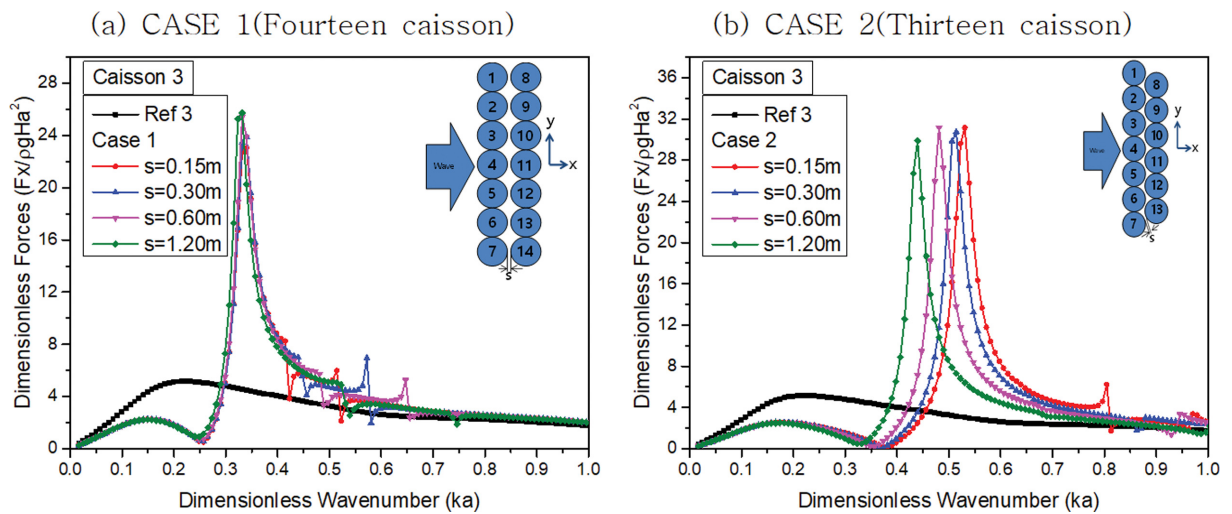 (a) CASE 1(Fourteen caisson)
Caisson 3
Ref 3
Case 1
s=0.15m
s=0.30m
s=0.60m
s=1.20m
Wave
1 8
2 9
3 10
4 11
5 12
6 13
7 14
s
y
x
28
24
20
16
12
8
4
0
Dimensionless Forces (Fx/ρgHa²)
0.0 0.1 0.2 0.3 0.4 0.5 0.6 0.7 0.8 0.9 1.0
Dimensionless Wavenumber (ka)
(b) CASE 2(Thirteen caisson)
Caisson 3
Ref 3
Case 2
s=0.15m
s=0.30m
s=0.60m
s=1.20m
Wave
1
8
2
9
3
10
4
11
5
12
6
13
7
s
y
x
36
32
28
24
20
16
12
8
4
0
Dimensionless Forces (Fx/ρgHa²)
0.0 0.1 0.2 0.3 0.4 0.5 0.6 0.7 0.8 0.9 1.0
Dimensionless Wavenumber (ka)